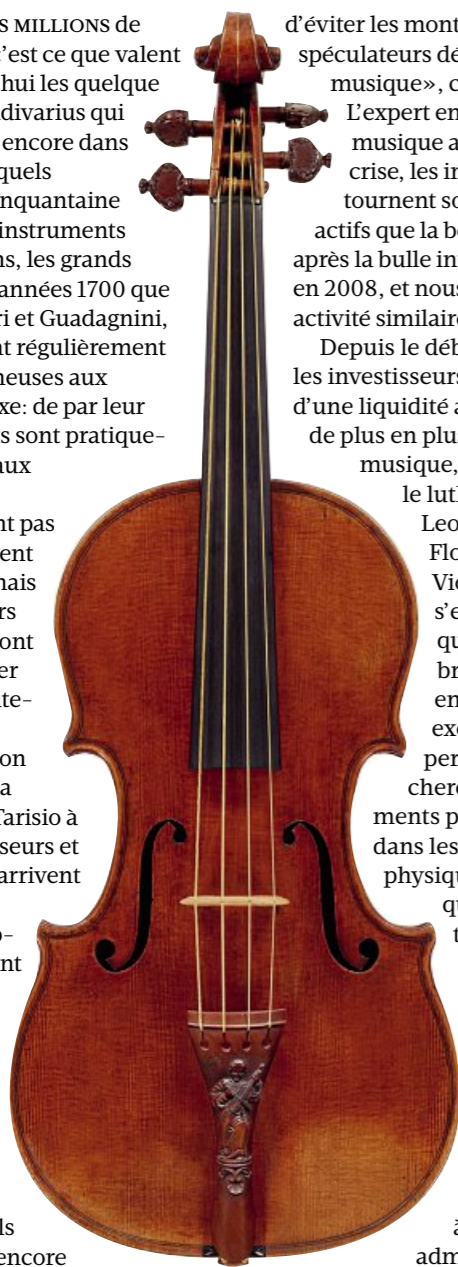 S MILLIONS de
c'est ce que valent
hui les quelque
divarius qui
encore dans
quels
nquantaine
instruments
ns, les grands
années 1700 que
ri et Guadagnini,
nt régulièrement
neuses aux
xe: de par leur
s sont pratique-
aux
nt pas
ent
nais
rs
ont
er
te-
on
a
Tarisio à
seurs et
arrivent
o-
nt
ls
encore
d'éviter les mont
spéculateurs dé
musique», c
L'expert en
musique a
crise, les in
tournent so
actifs que la bo
après la bulle in
en 2008, et nous
activité similaire
Depuis le déb
les investisseurs
d'une liquidité a
de plus en plus
musique,
le luth
Leo
Flo
Vio
s'e
qu
br
en
exc
per
cherc
ments p
dans les
physiqu
qu
t
à
adm